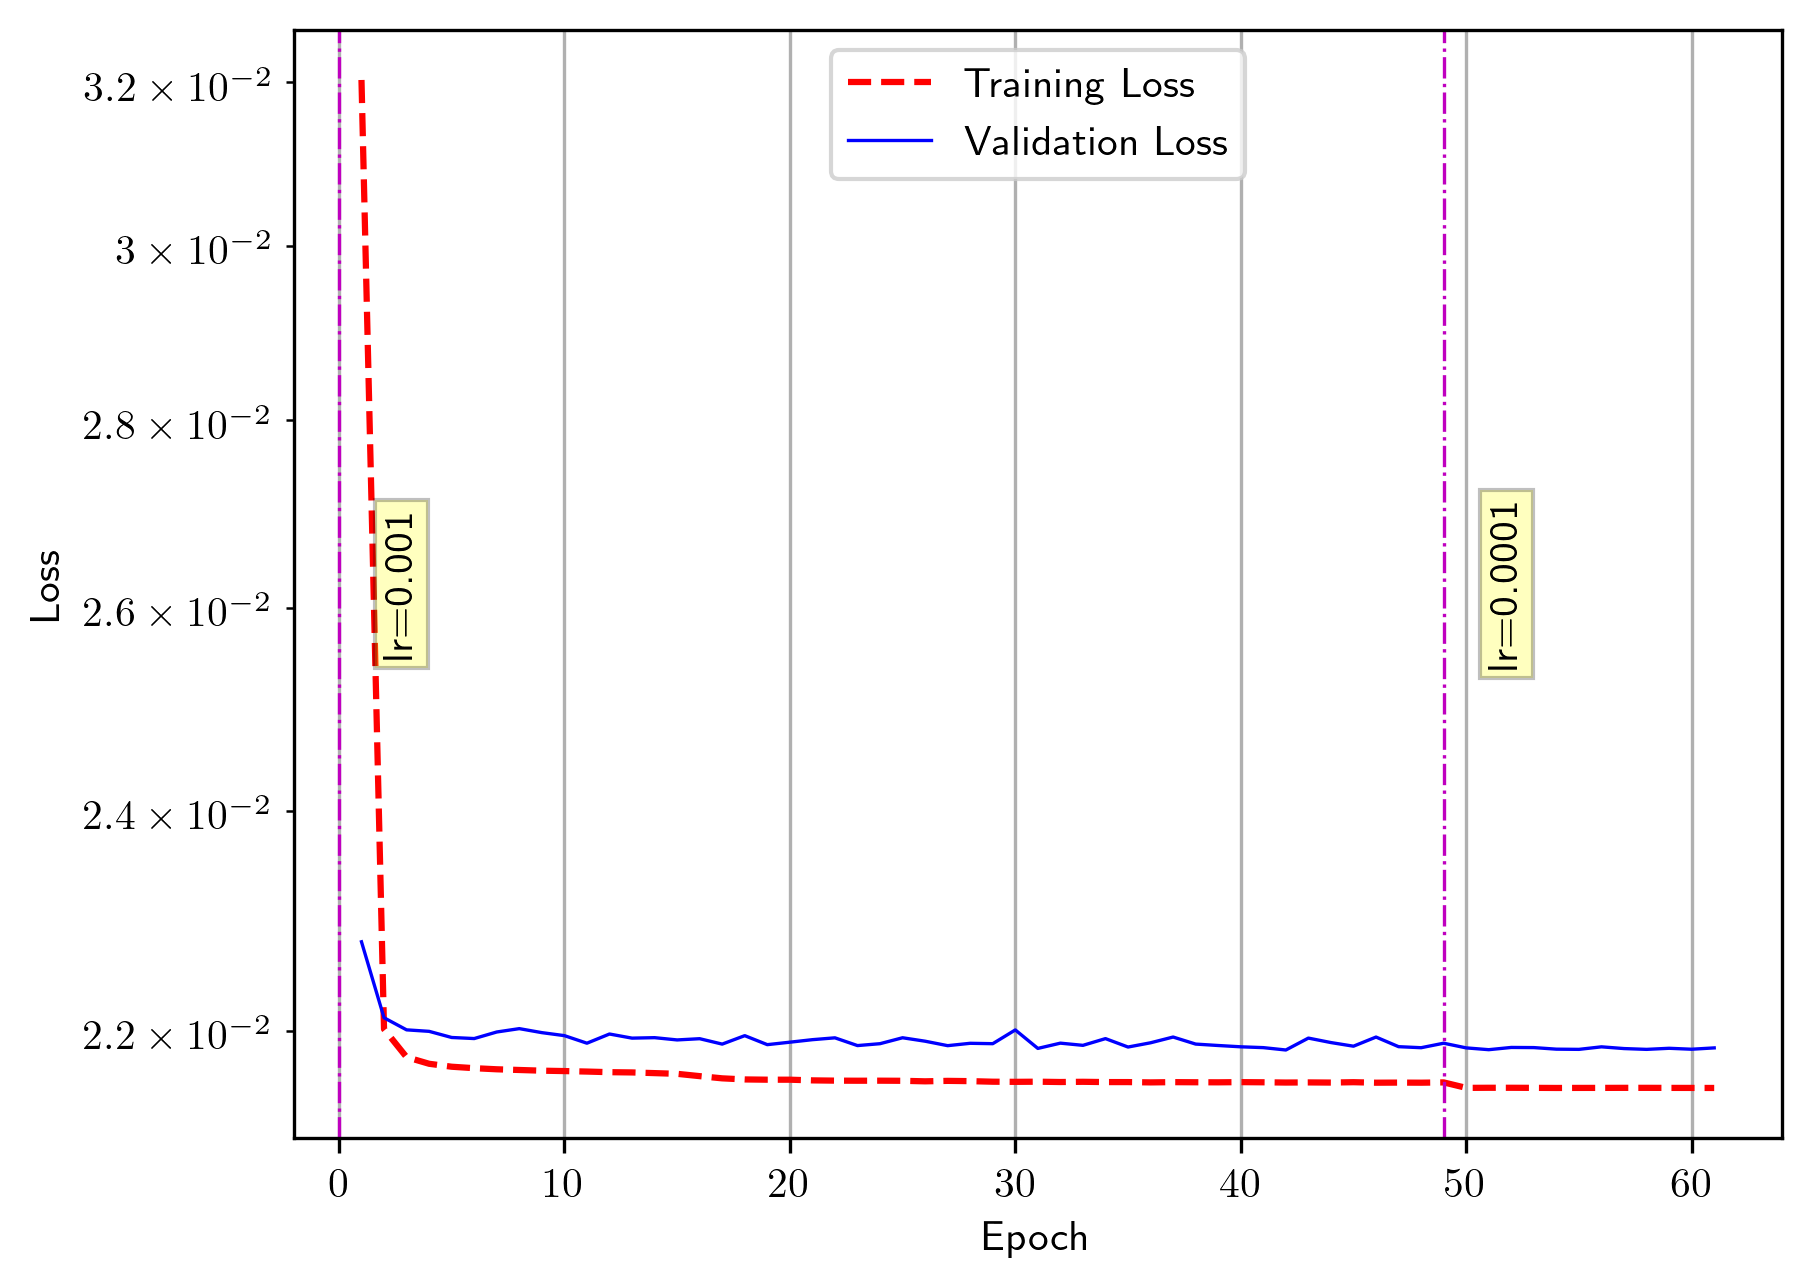 Training Loss
Validation Loss
3.2 × 10⁻²
3 × 10⁻²
2.8 × 10⁻²
2.6 × 10⁻²
2.4 × 10⁻²
2.2 × 10⁻²
Loss
lr=0.001
lr=0.0001
0 10 20 30 40 50 60
Epoch